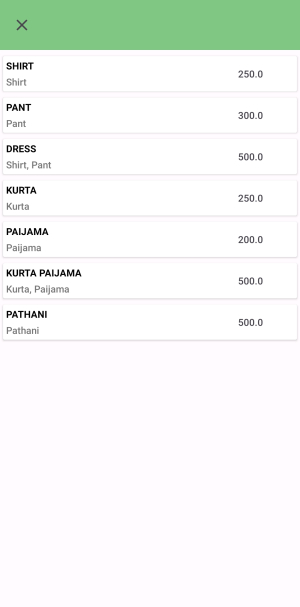 SHIRT
Shirt
250.0
PANT
Pant
300.0
DRESS
Shirt, Pant
500.0
KURTA
Kurta
250.0
PAIJAMA
Paijama
200.0
KURTA PAIJAMA
Kurta, Paijama
500.0
PATHANI
Pathani
500.0